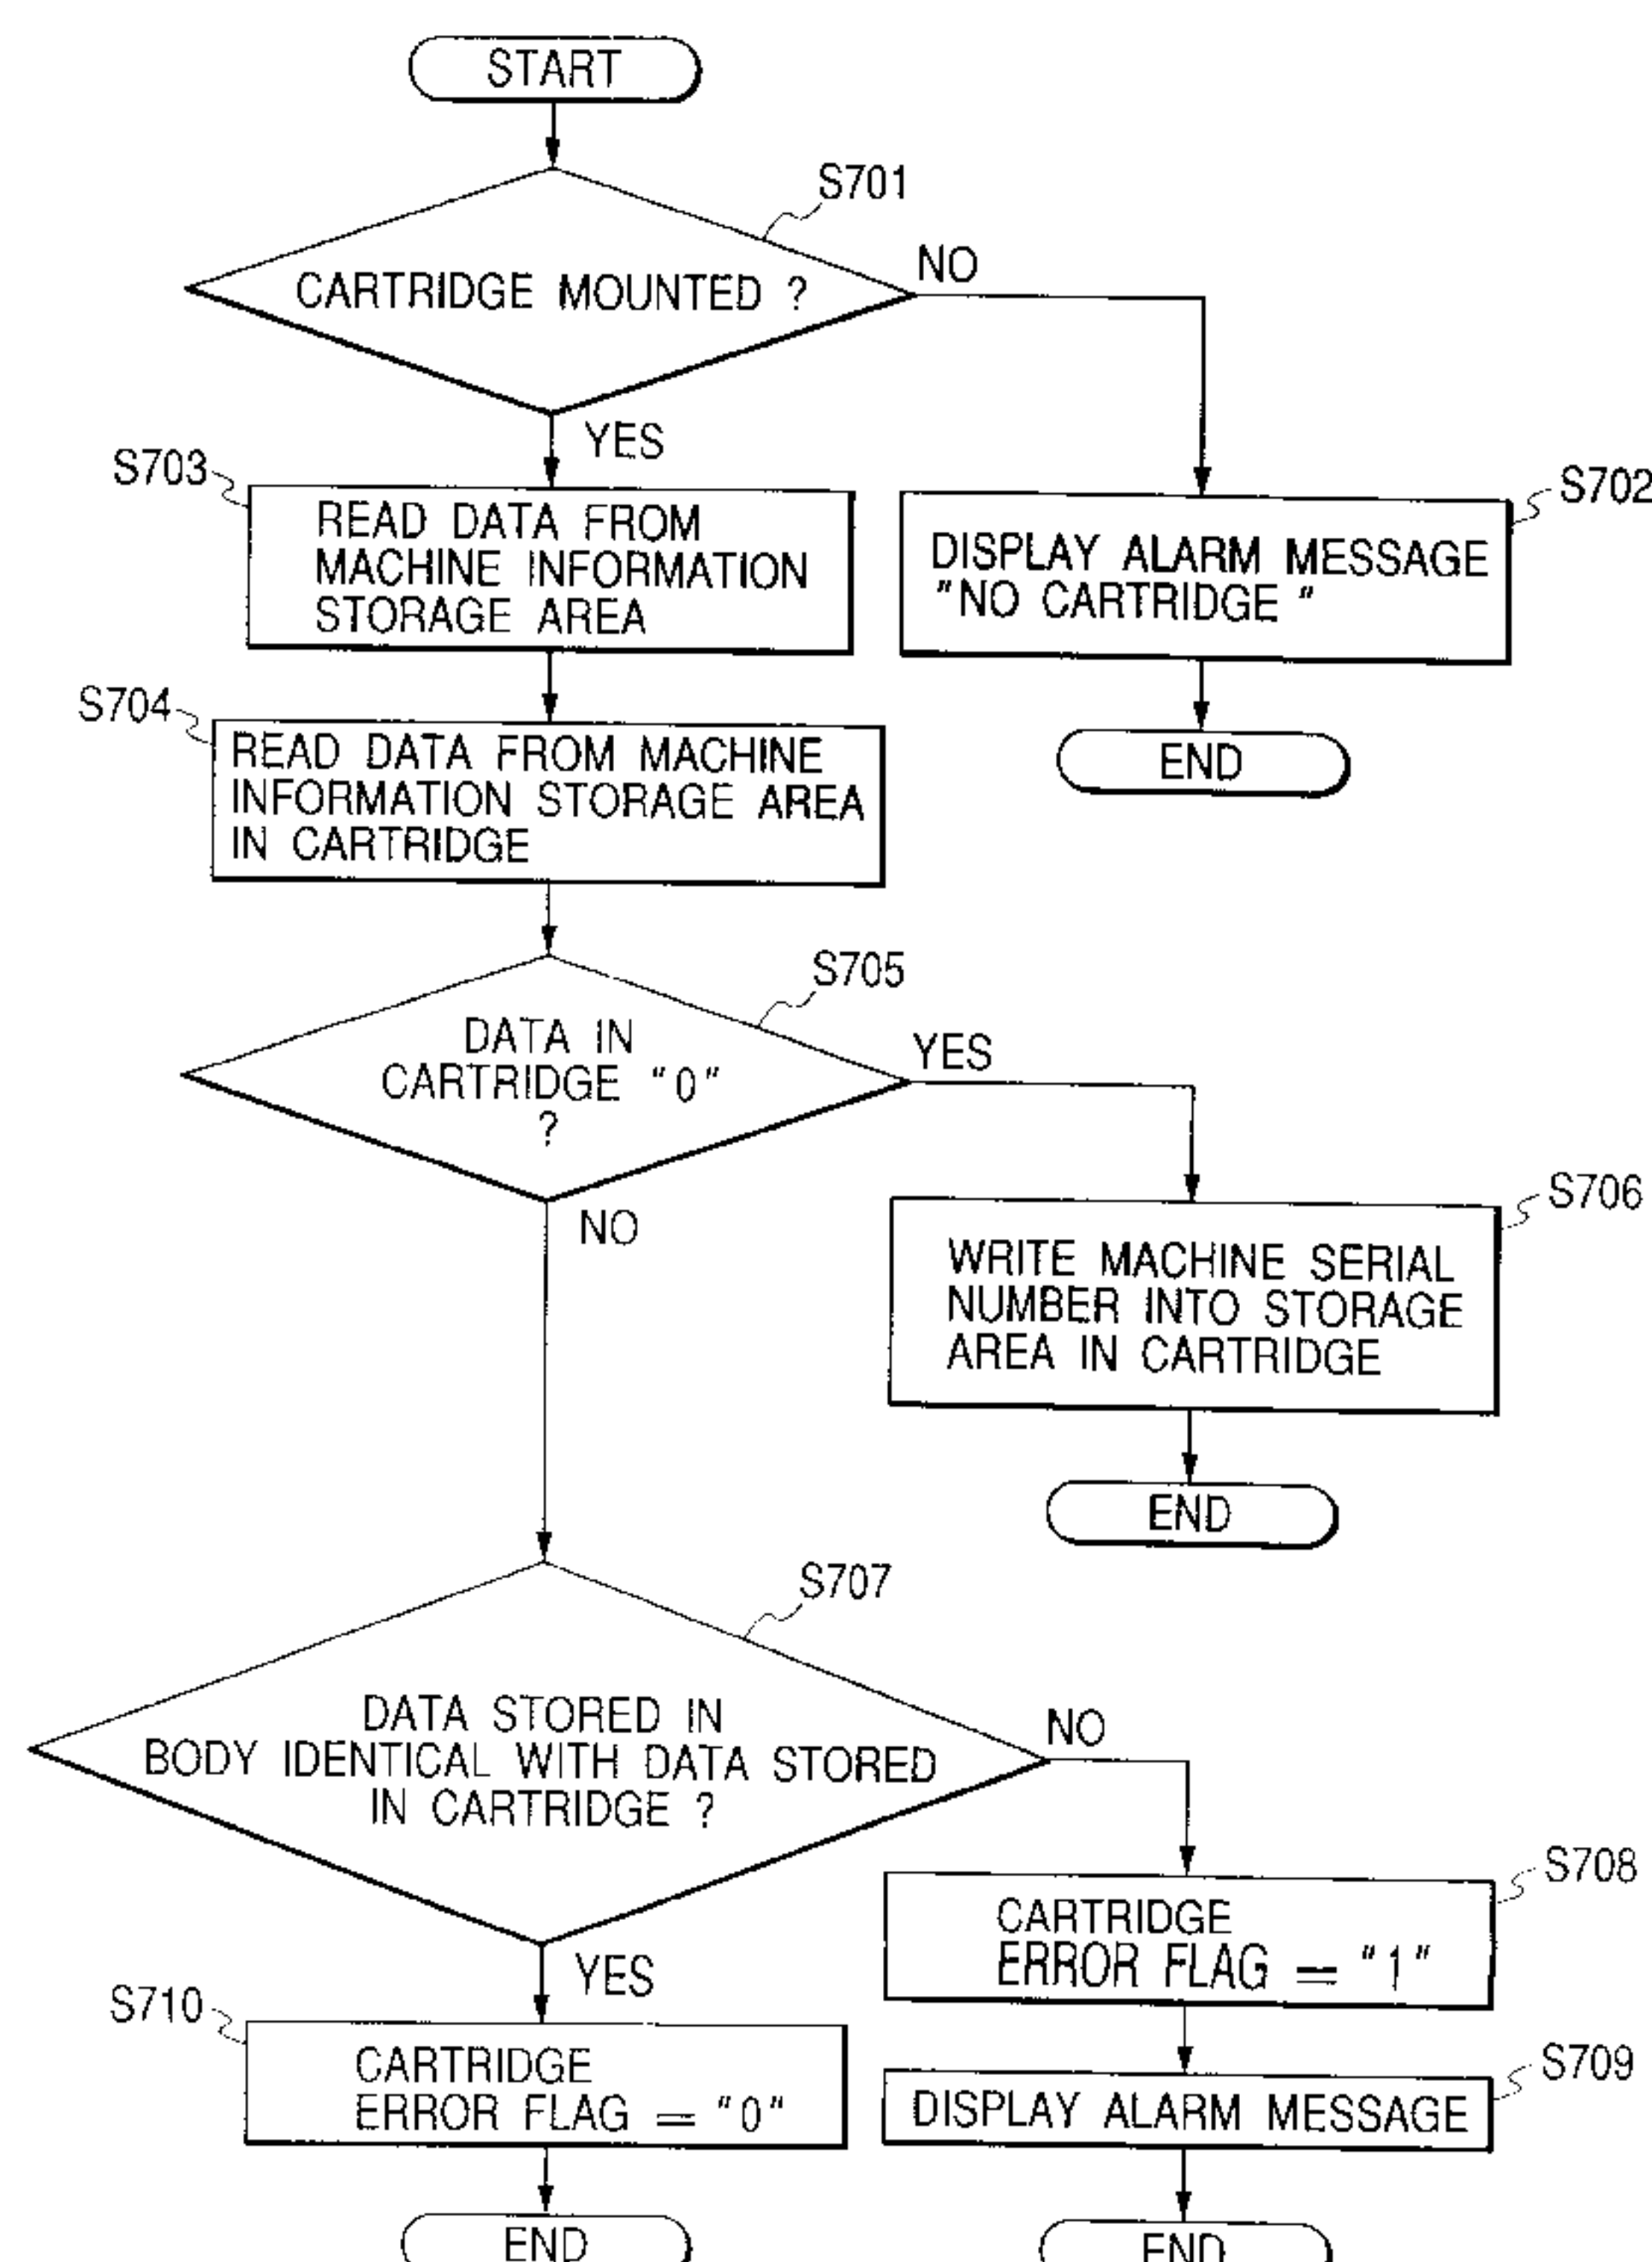 START
S701
CARTRIDGE MOUNTED ?
NO
YES
S703
READ DATA FROM
MACHINE INFORMATION
STORAGE AREA
S702
DISPLAY ALARM MESSAGE
"NO CARTRIDGE"
END
S704
READ DATA FROM MACHINE
INFORMATION STORAGE AREA
IN CARTRIDGE
S705
DATA IN
CARTRIDGE "0"
?
YES
NO
S706
WRITE MACHINE SERIAL
NUMBER INTO STORAGE
AREA IN CARTRIDGE
END
S707
DATA STORED IN
BODY IDENTICAL WITH DATA STORED
IN CARTRIDGE ?
NO
YES
S708
CARTRIDGE
ERROR FLAG = "1"
S710
CARTRIDGE
ERROR FLAG = "0"
S709
DISPLAY ALARM MESSAGE
END
END